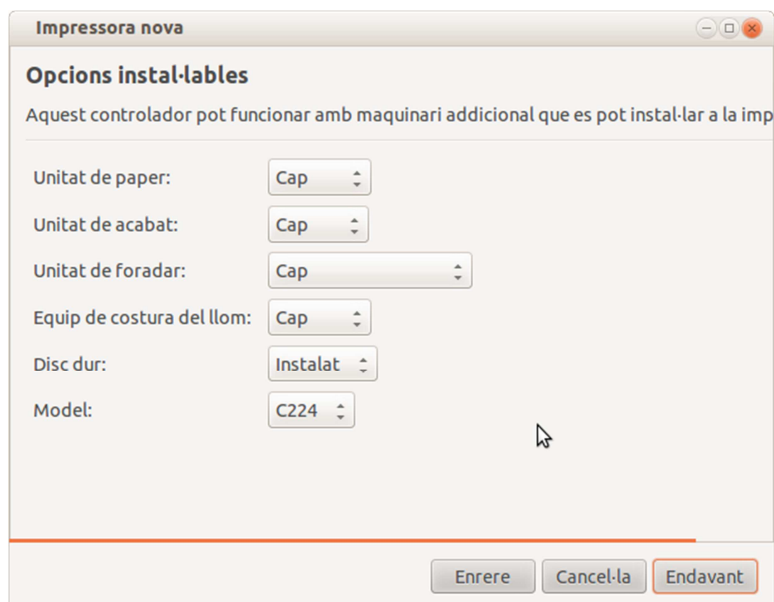 Impressora nova
Opcions instal·lables
Aquest controlador pot funcionar amb maquinari addicional que es pot instal·lar a la imp
Unitat de paper: Cap
Unitat de acabat: Cap
Unitat de foradar: Cap
Equip de costura del llom: Cap
Disc dur: Instalat
Model: C224
Enrere Cancel·la Endavant